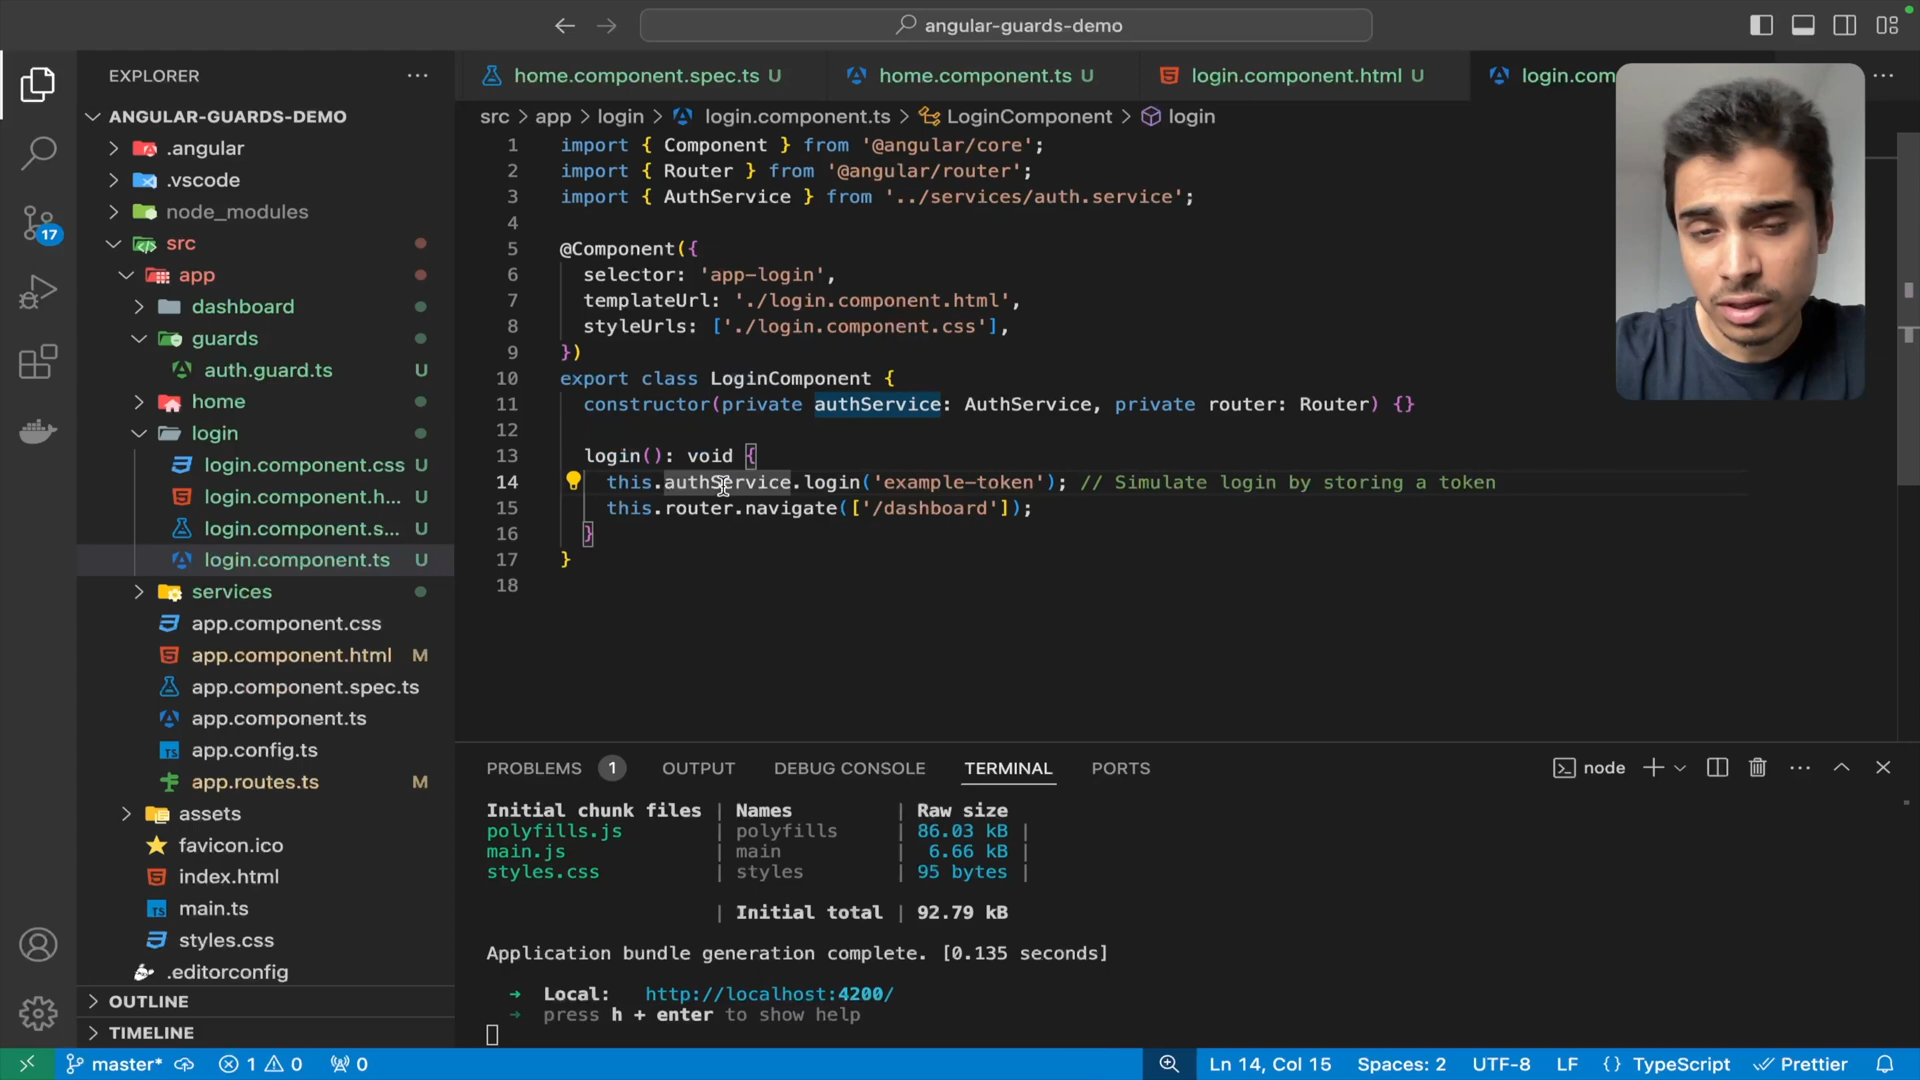 angular-guards-demo
EXPLORER
ANGULAR-GUARDS-DEMO
.angular
.vscode
node_modules
src
app
dashboard
guards
auth.guard.ts U
home
login
login.component.css U
login.component.h... U
login.component.s... U
login.component.ts U
services
app.component.css
app.component.html M
app.component.spec.ts
app.component.ts
app.config.ts
app.routes.ts M
assets
favicon.ico
index.html
main.ts
styles.css
.editorconfig
OUTLINE
TIMELINE
17
home.component.spec.ts U
home.component.ts U
login.component.html U
login.com
src > app > login > login.component.ts > LoginComponent > login
1 import { Component } from '@angular/core';
2 import { Router } from '@angular/router';
3 import { AuthService } from '../services/auth.service';
4
5 @Component({
6 selector: 'app-login',
7 templateUrl: './login.component.html',
8 styleUrls: ['./login.component.css'],
9 })
10 export class LoginComponent {
11 constructor(private authService: AuthService, private router: Router) {}
12
13 login(): void {
14 this.authService.login('example-token'); // Simulate login by storing a token
15 this.router.navigate(['/dashboard']);
16 }
17 }
18
PROBLEMS 1 OUTPUT DEBUG CONSOLE TERMINAL PORTS
node
Initial chunk files | Names | Raw size
polyfills.js | polyfills | 86.03 kB |
main.js | main | 6.66 kB |
styles.css | styles | 95 bytes |
| Initial total | 92.79 kB
Application bundle generation complete. [0.135 seconds]
➜ Local: http://localhost:4200/
➜ press h + enter to show help
master* 1 0 0
Ln 14, Col 15 Spaces: 2 UTF-8 LF {} TypeScript Prettier